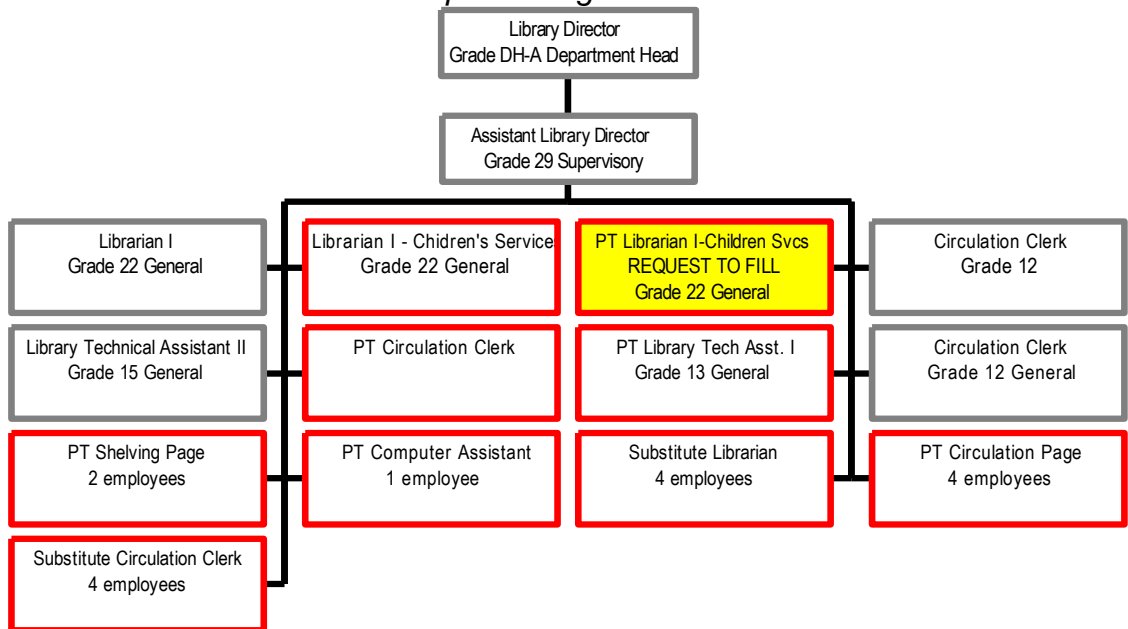 Library Director
Grade DH-A Department Head
Assistant Library Director
Grade 29 Supervisory
Librarian I
Grade 22 General
Librarian I - Chidren's Service
Grade 22 General
PT Librarian I-Children Svcs
REQUEST TO FILL
Grade 22 General
Circulation Clerk
Grade 12
Library Technical Assistant II
Grade 15 General
PT Circulation Clerk
PT Library Tech Asst. I
Grade 13 General
Circulation Clerk
Grade 12 General
PT Shelving Page
2 employees
PT Computer Assistant
1 employee
Substitute Librarian
4 employees
PT Circulation Page
4 employees
Substitute Circulation Clerk
4 employees